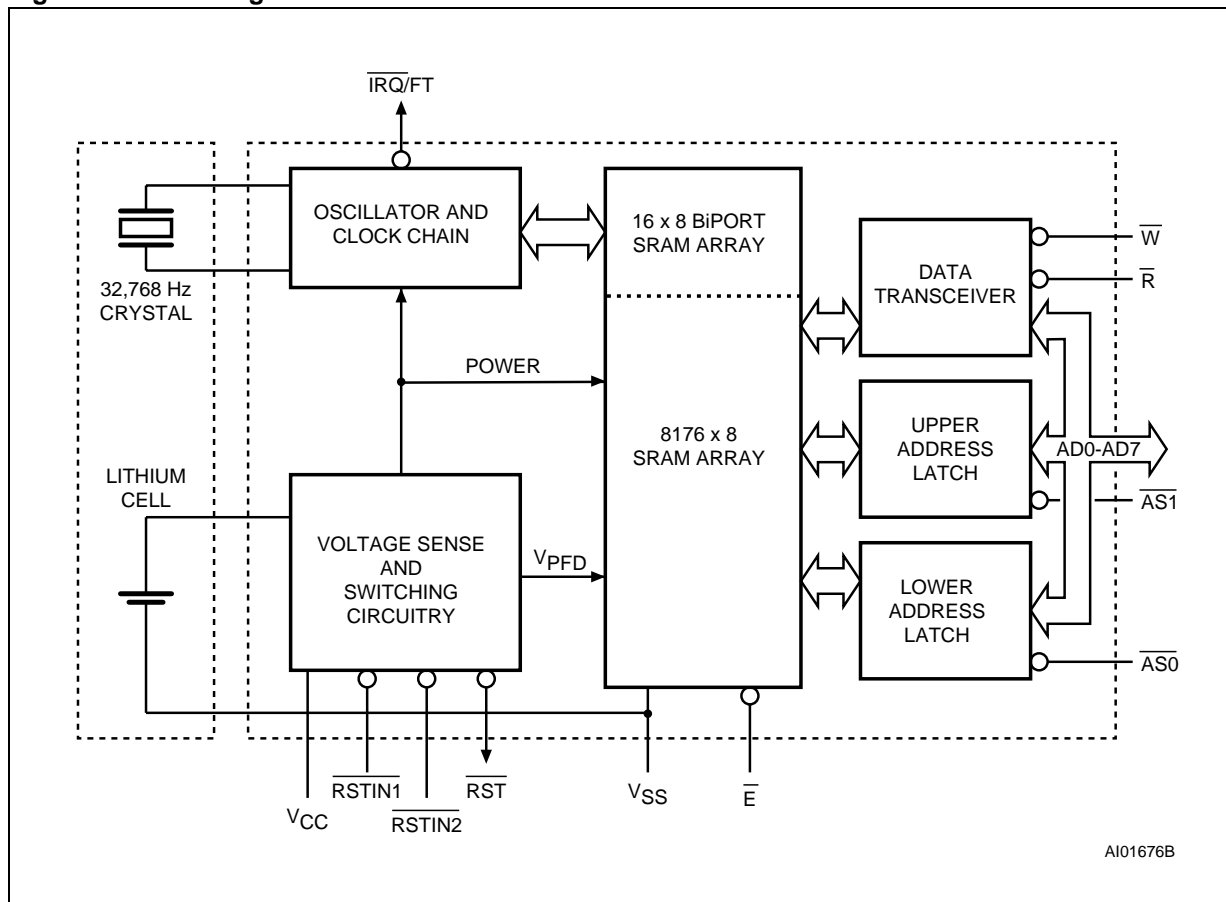 IRQ/FT
OSCILLATOR AND
CLOCK CHAIN
32,768 Hz
CRYSTAL
16 x 8 BiPORT
SRAM ARRAY
DATA
TRANSCEIVER
W
R
POWER
8176 x 8
SRAM ARRAY
UPPER
ADDRESS
LATCH
AD0-AD7
AS1
LITHIUM
CELL
VOLTAGE SENSE
AND
SWITCHING
CIRCUITRY
VPFD
LOWER
ADDRESS
LATCH
AS0
VCC
RSTIN1
RSTIN2
RST
VSS
E
AI01676B